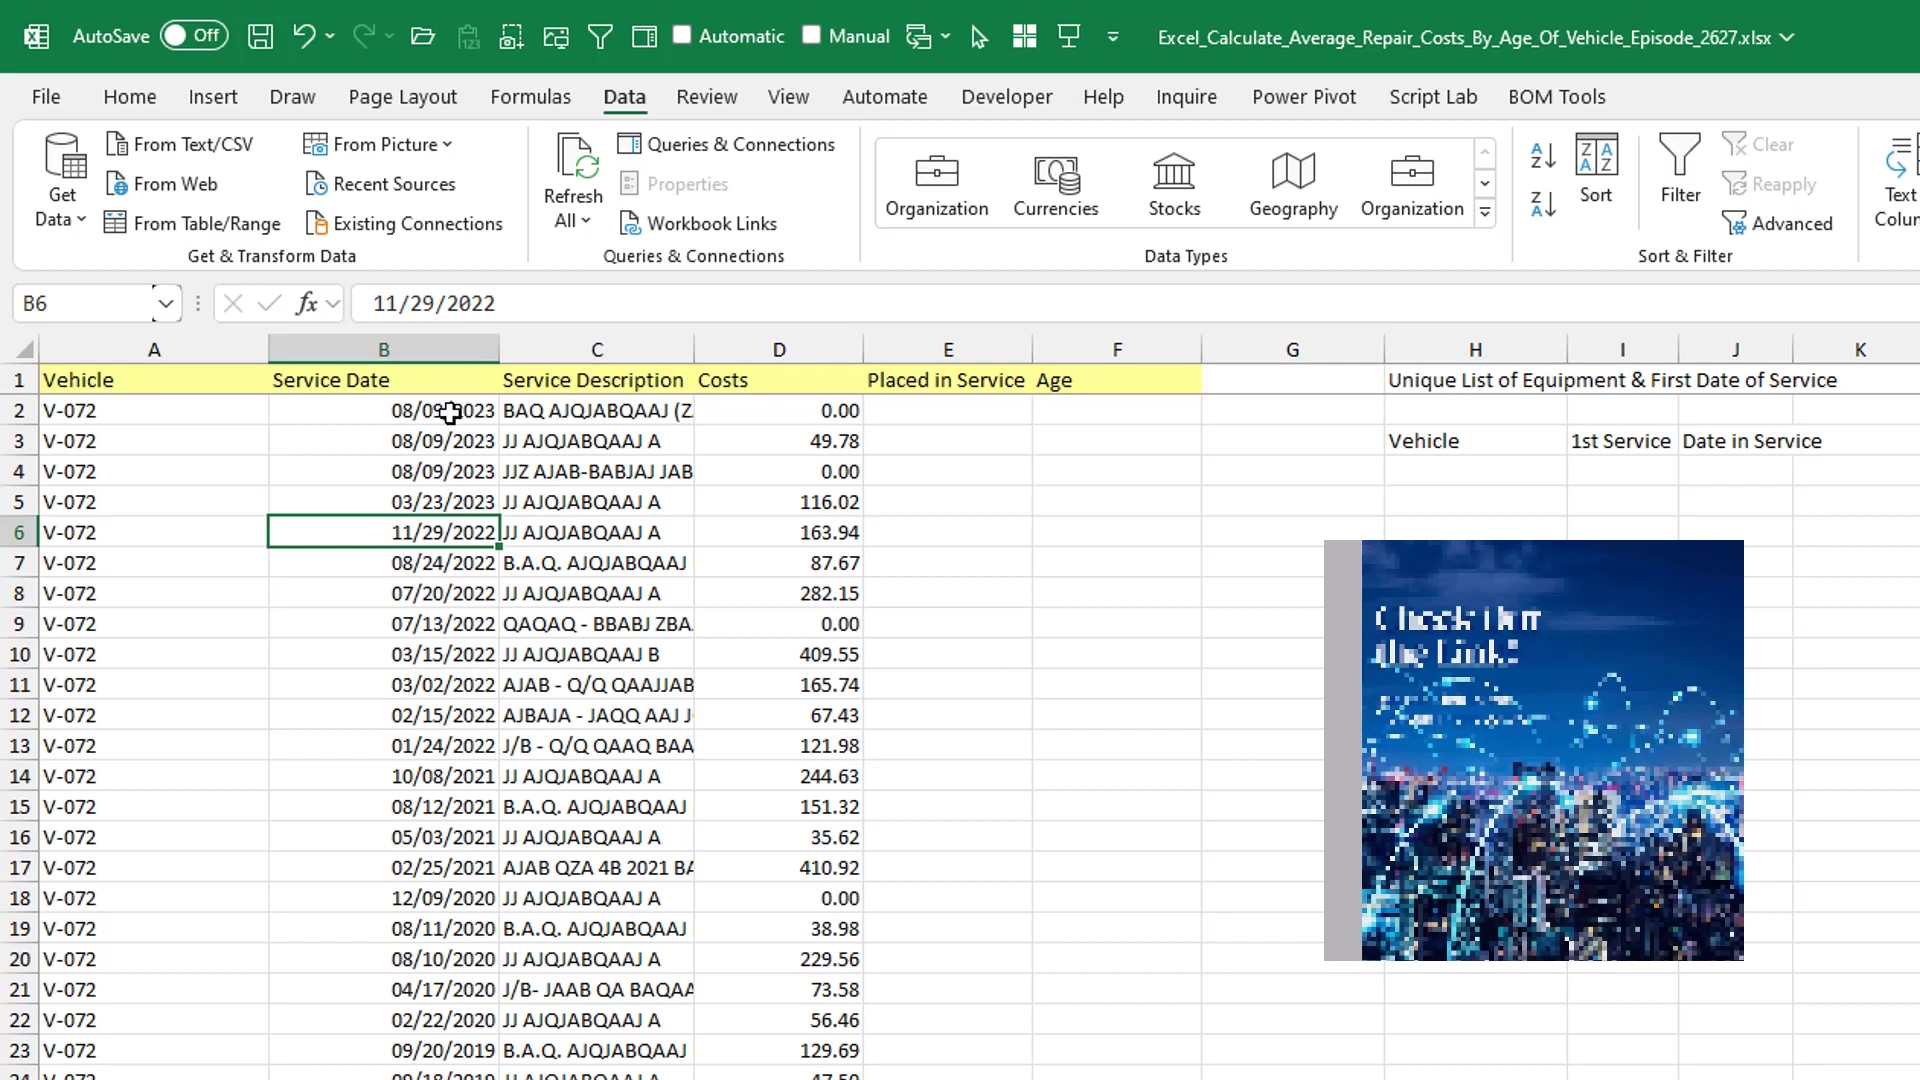 AutoSave Off Automatic Manual Excel_Calculate_Average_Repair_Costs_By_Age_Of_Vehicle_Episode_2627.xlsx
File Home Insert Draw Page Layout Formulas Data Review View Automate Developer Help Inquire Power Pivot Script Lab BOM Tools
Get Data
From Text/CSV
From Web
From Table/Range
From Picture
Recent Sources
Existing Connections
Get & Transform Data
Refresh All
Queries & Connections
Properties
Workbook Links
Queries & Connections
Organization Currencies Stocks Geography Organization
Data Types
Sort
Filter
Clear
Reapply
Advanced
Sort & Filter
Text
B6 fx 11/29/2022
A B C D E F G H I J K
1 Vehicle Service Date Service Description Costs Placed in Service Age Unique List of Equipment & First Date of Service
2 V-072 08/09/2023 BAQ AJQJABQAAJ (Z 0.00
3 V-072 08/09/2023 JJ AJQJABQAAJ A 49.78 Vehicle 1st Service Date in Service
4 V-072 08/09/2023 JJZ AJAB-BABJAJ JAB 0.00
5 V-072 03/23/2023 JJ AJQJABQAAJ A 116.02
6 V-072 11/29/2022 JJ AJQJABQAAJ A 163.94
7 V-072 08/24/2022 B.A.Q. AJQJABQAAJ 87.67
8 V-072 07/20/2022 JJ AJQJABQAAJ A 282.15
9 V-072 07/13/2022 QAQAQ - BBABJ ZBA 0.00
10 V-072 03/15/2022 JJ AJQJABQAAJ B 409.55
11 V-072 03/02/2022 AJAB - Q/Q QAAJJAB 165.74
12 V-072 02/15/2022 AJBAJA - JAQQ AAJ J 67.43
13 V-072 01/24/2022 J/B - Q/Q QAAQ BAA 121.98
14 V-072 10/08/2021 JJ AJQJABQAAJ A 244.63
15 V-072 08/12/2021 B.A.Q. AJQJABQAAJ 151.32
16 V-072 05/03/2021 JJ AJQJABQAAJ A 35.62
17 V-072 02/25/2021 AJAB QZA 4B 2021 BA 410.92
18 V-072 12/09/2020 JJ AJQJABQAAJ A 0.00
19 V-072 08/11/2020 B.A.Q. AJQJABQAAJ 38.98
20 V-072 08/10/2020 JJ AJQJABQAAJ A 229.56
21 V-072 04/17/2020 J/B- JAAB QA BAQAA 73.58
22 V-072 02/22/2020 JJ AJQJABQAAJ A 56.46
23 V-072 09/20/2019 B.A.Q. AJQJABQAAJ 129.69